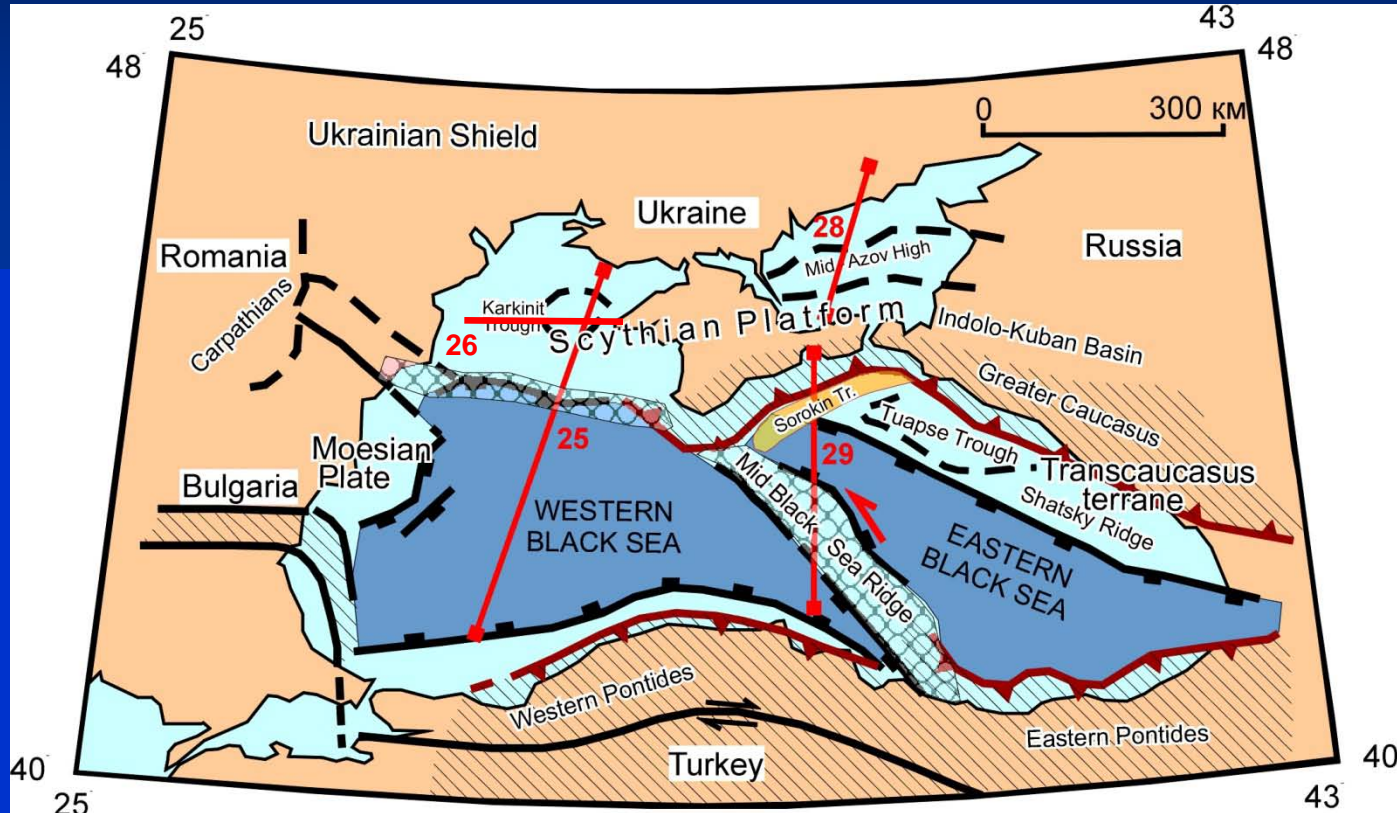 25
43
48
48
0 300 км
Ukrainian Shield
Ukraine
28
Romania
Mid Azov High
Russia
Carpathians
Karkinit
Trough
Scythian Platform
26
Indolo-Kuban Basin
Greater Caucasus
Sorokin Tr.
25
Tuapse Trough
29
Moesian
Plate
Transcaucasus
terrane
Bulgaria
Mid Black Sea Ridge
Shatsky Ridge
WESTERN
BLACK SEA
EASTERN
BLACK SEA
Western Pontides
Eastern Pontides
Turkey
40
40
25
43